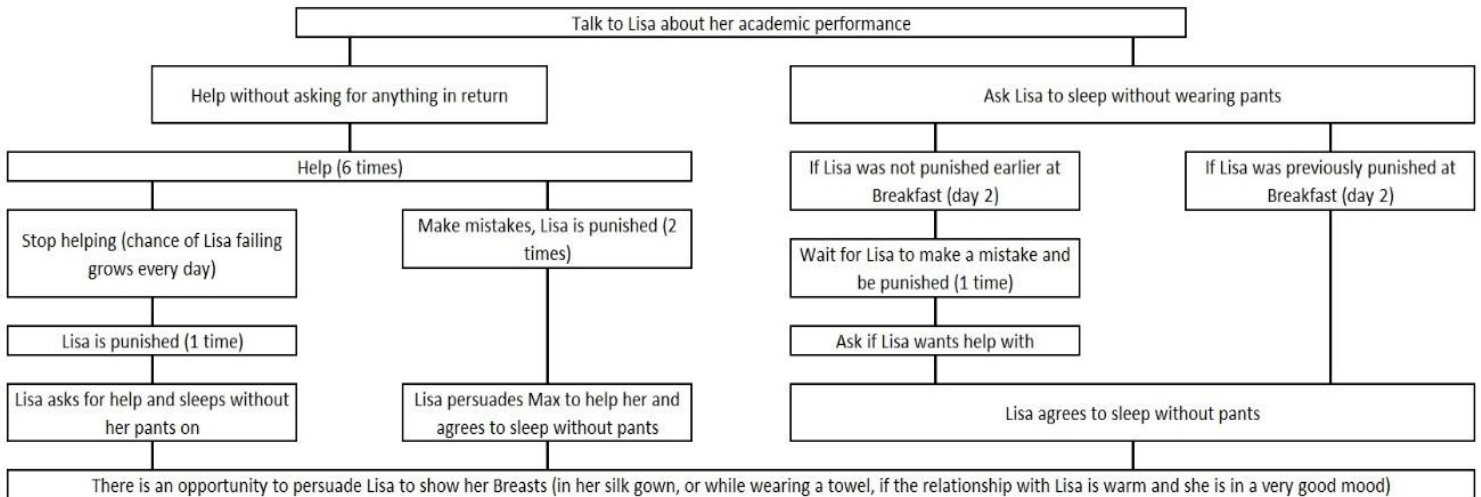 Talk to Lisa about her academic performance
Help without asking for anything in return
Ask Lisa to sleep without wearing pants
Help (6 times)
If Lisa was not punished earlier at
Breakfast (day 2)
If Lisa was previously punished at
Breakfast (day 2)
Stop helping (chance of Lisa failing
grows every day)
Make mistakes, Lisa is punished (2
times)
Wait for Lisa to make a mistake and
be punished (1 time)
Lisa is punished (1 time)
Ask if Lisa wants help with
Lisa asks for help and sleeps without
her pants on
Lisa persuades Max to help her and
agrees to sleep without pants
Lisa agrees to sleep without pants
There is an opportunity to persuade Lisa to show her Breasts (in her silk gown, or while wearing a towel, if the relationship with Lisa is warm and she is in a very good mood)